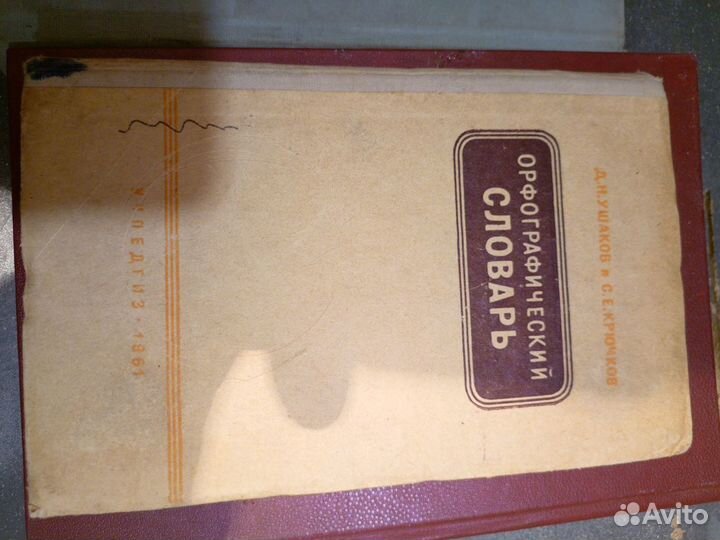 Д.Н.УШАКОВ и С.Е.КРЮЧКОВ
ОРФОГРАФИЧЕСКИЙ
СЛОВАРЬ
УЧПЕДГИЗ · 1961
Avito